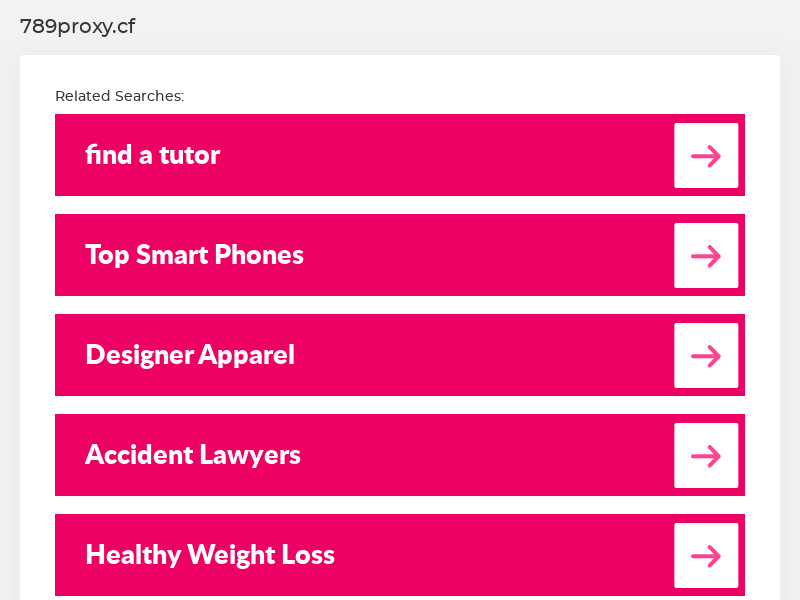 789proxy.cf
Related Searches:
find a tutor
Top Smart Phones
Designer Apparel
Accident Lawyers
Healthy Weight Loss